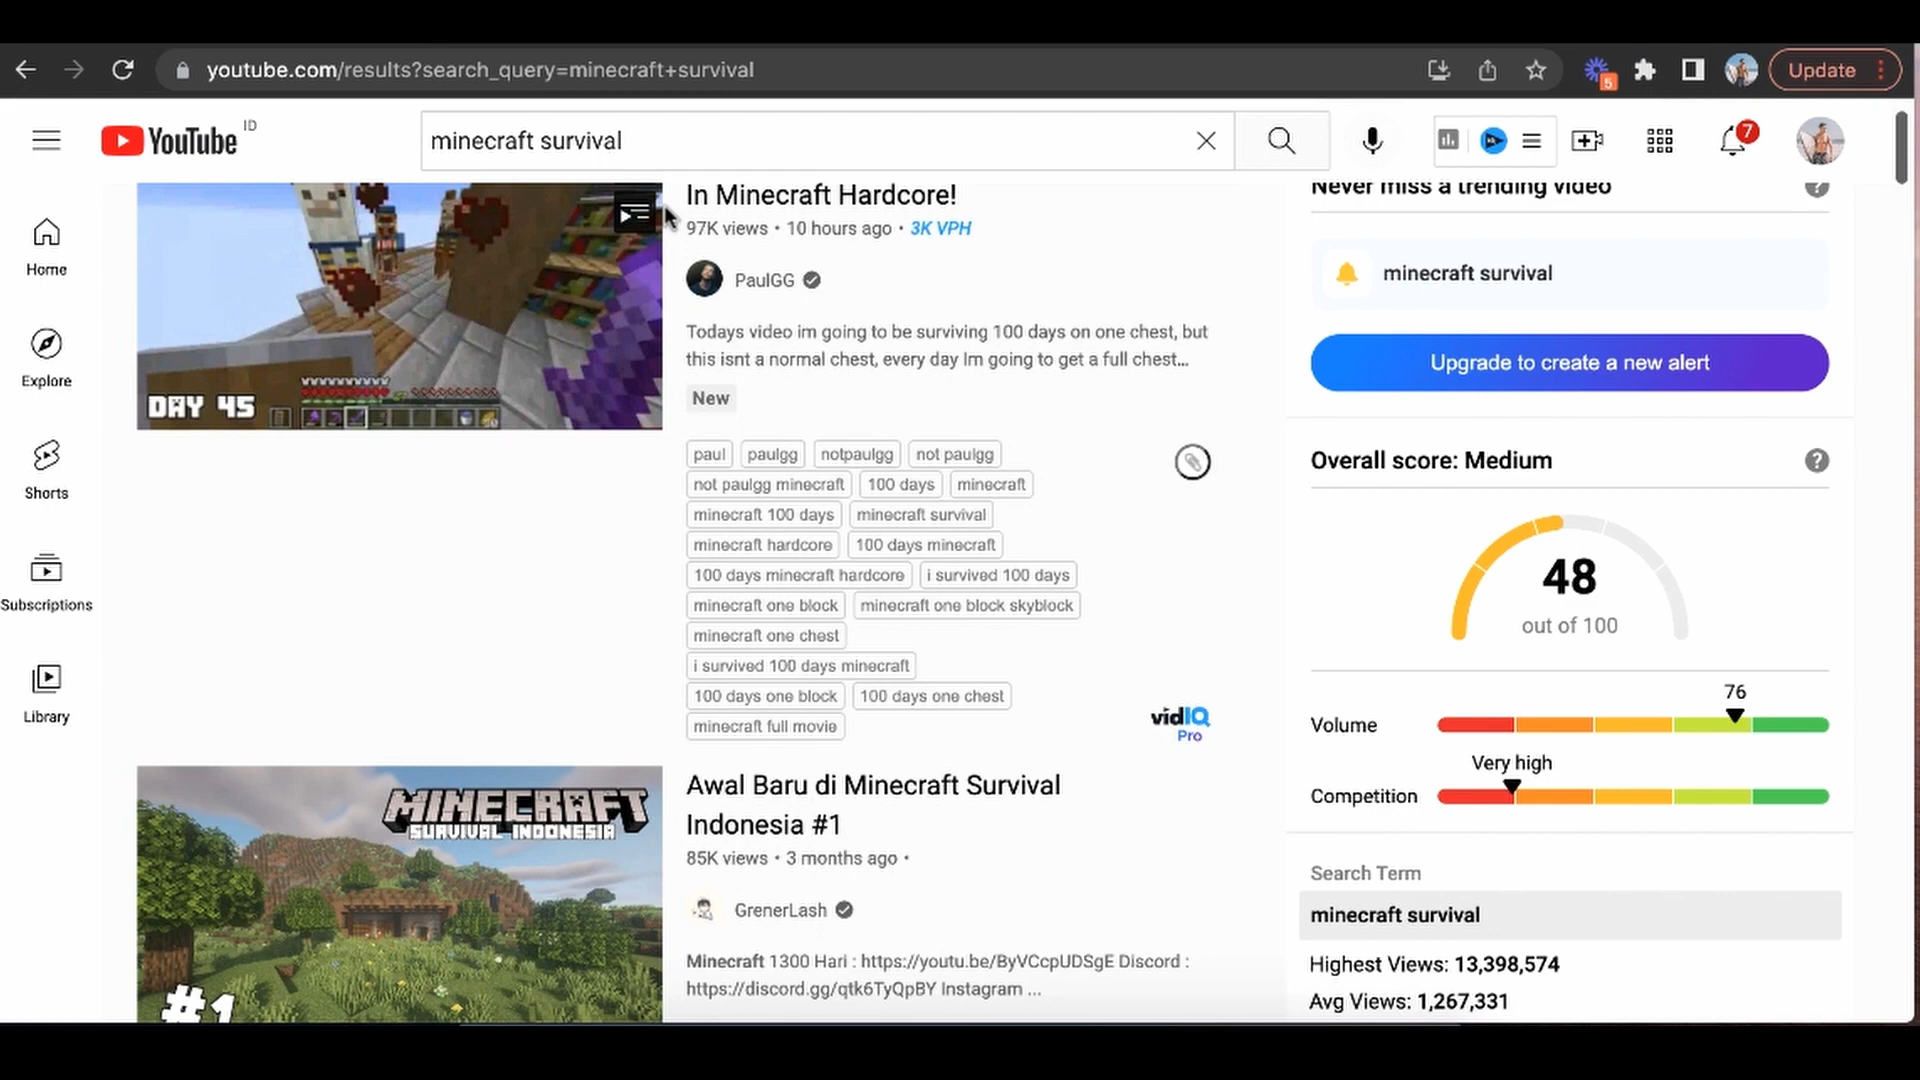 youtube.com/results?search_query=minecraft+survival
5
Update
YouTube
ID
minecraft survival
7
Home
Explore
Shorts
Subscriptions
Library
DAY 45
In Minecraft Hardcore!
97K views • 10 hours ago • 3K VPH
PaulGG
Todays video im going to be surviving 100 days on one chest, but
this isnt a normal chest, every day Im going to get a full chest...
New
paul paulgg notpaulgg not paulgg
not paulgg minecraft 100 days minecraft
minecraft 100 days minecraft survival
minecraft hardcore 100 days minecraft
100 days minecraft hardcore i survived 100 days
minecraft one block minecraft one block skyblock
minecraft one chest
i survived 100 days minecraft
100 days one block 100 days one chest
minecraft full movie
vidIQ
Pro
MINECRAFT
SURVIVAL INDONESIA
#1
Awal Baru di Minecraft Survival
Indonesia #1
85K views • 3 months ago •
GrenerLash
Minecraft 1300 Hari : https://youtu.be/ByVCcpUDSgE Discord :
https://discord.gg/qtk6TyQpBY Instagram ...
Never miss a trending video
minecraft survival
Upgrade to create a new alert
Overall score: Medium
48
out of 100
76
Volume
Very high
Competition
Search Term
minecraft survival
Highest Views: 13,398,574
Avg Views: 1,267,331